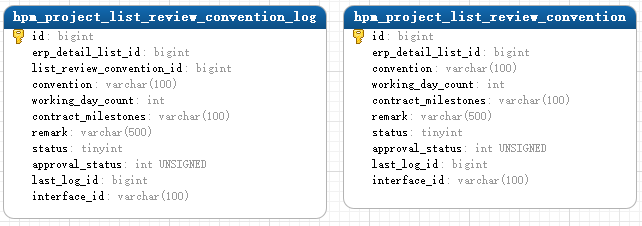 hpm_project_list_review_convention_log
id: bigint
erp_detail_list_id: bigint
list_review_convention_id: bigint
convention: varchar(100)
working_day_count: int
contract_milestones: varchar(100)
remark: varchar(500)
status: tinyint
approval_status: int UNSIGNED
last_log_id: bigint
interface_id: varchar(100)
hpm_project_list_review_convention
id: bigint
erp_detail_list_id: bigint
convention: varchar(100)
working_day_count: int
contract_milestones: varchar(100)
remark: varchar(500)
status: tinyint
approval_status: int UNSIGNED
last_log_id: bigint
interface_id: varchar(100)